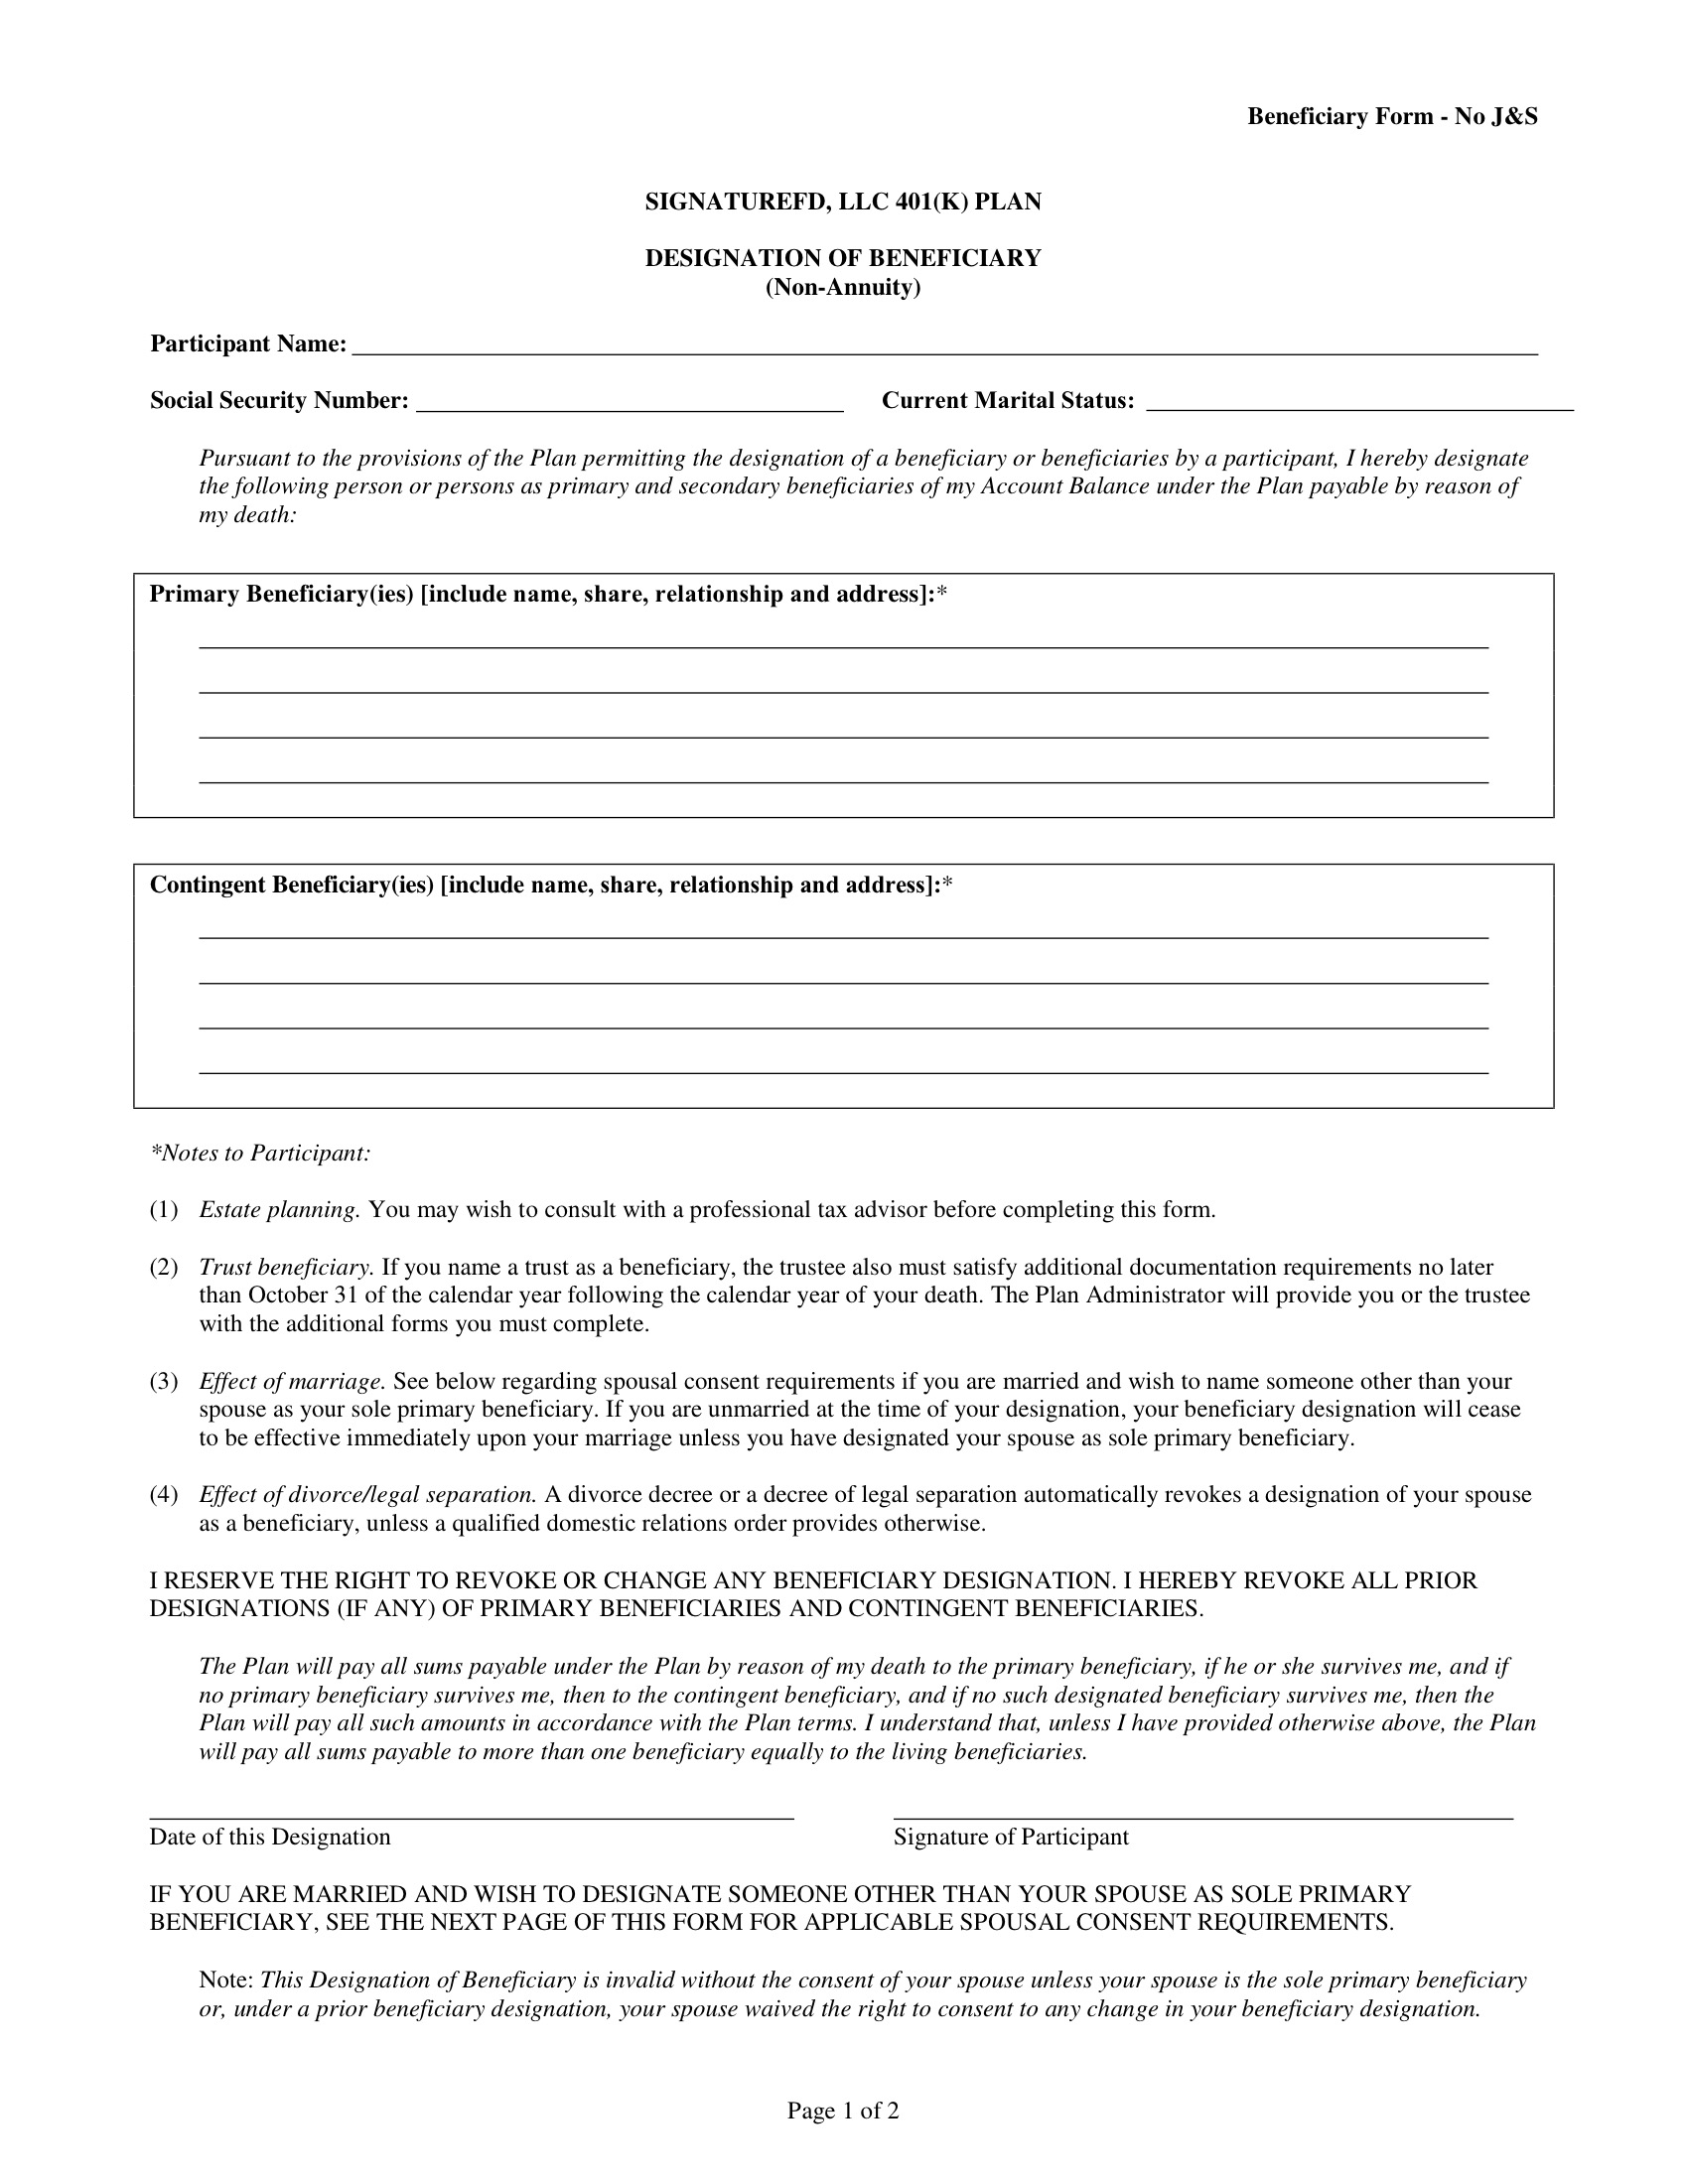 Beneficiary Form - No J&S
SIGNATUREFD, LLC 401(K) PLAN
DESIGNATION OF BENEFICIARY
(Non-Annuity)
Participant Name:
Social Security Number: Current Marital Status:
Pursuant to the provisions of the Plan permitting the designation of a beneficiary or beneficiaries by a participant, I hereby designate
the following person or persons as primary and secondary beneficiaries of my Account Balance under the Plan payable by reason of
my death:
Primary Beneficiary(ies) [include name, share, relationship and address]:*
Contingent Beneficiary(ies) [include name, share, relationship and address]:*
*Notes to Participant:
(1) Estate planning. You may wish to consult with a professional tax advisor before completing this form.
(2) Trust beneficiary. If you name a trust as a beneficiary, the trustee also must satisfy additional documentation requirements no later
than October 31 of the calendar year following the calendar year of your death. The Plan Administrator will provide you or the trustee
with the additional forms you must complete.
(3) Effect of marriage. See below regarding spousal consent requirements if you are married and wish to name someone other than your
spouse as your sole primary beneficiary. If you are unmarried at the time of your designation, your beneficiary designation will cease
to be effective immediately upon your marriage unless you have designated your spouse as sole primary beneficiary.
(4) Effect of divorce/legal separation. A divorce decree or a decree of legal separation automatically revokes a designation of your spouse
as a beneficiary, unless a qualified domestic relations order provides otherwise.
I RESERVE THE RIGHT TO REVOKE OR CHANGE ANY BENEFICIARY DESIGNATION. I HEREBY REVOKE ALL PRIOR
DESIGNATIONS (IF ANY) OF PRIMARY BENEFICIARIES AND CONTINGENT BENEFICIARIES.
The Plan will pay all sums payable under the Plan by reason of my death to the primary beneficiary, if he or she survives me, and if
no primary beneficiary survives me, then to the contingent beneficiary, and if no such designated beneficiary survives me, then the
Plan will pay all such amounts in accordance with the Plan terms. I understand that, unless I have provided otherwise above, the Plan
will pay all sums payable to more than one beneficiary equally to the living beneficiaries.
Date of this Designation Signature of Participant
IF YOU ARE MARRIED AND WISH TO DESIGNATE SOMEONE OTHER THAN YOUR SPOUSE AS SOLE PRIMARY
BENEFICIARY, SEE THE NEXT PAGE OF THIS FORM FOR APPLICABLE SPOUSAL CONSENT REQUIREMENTS.
Note: This Designation of Beneficiary is invalid without the consent of your spouse unless your spouse is the sole primary beneficiary
or, under a prior beneficiary designation, your spouse waived the right to consent to any change in your beneficiary designation.
Page 1 of 2